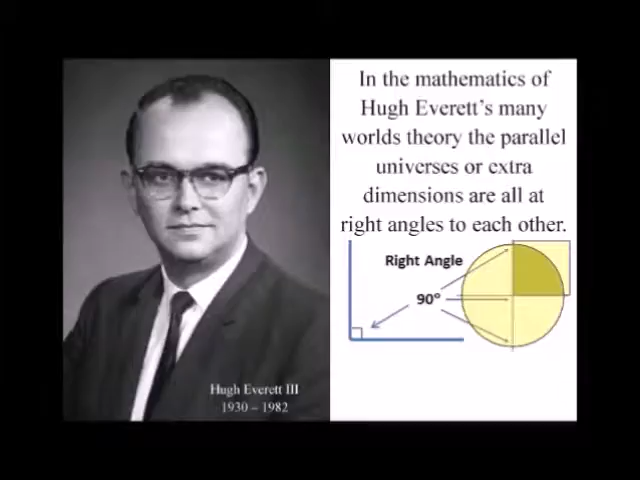 In the mathematics of
Hugh Everett's many
worlds theory the parallel
universes or extra
dimensions are all at
right angles to each other.
Right Angle
90°
Hugh Everett III
1930 – 1982